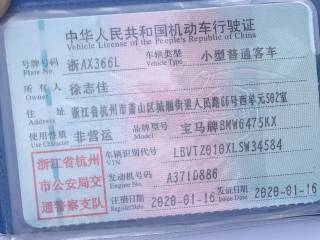 中华人民共和国机动车行驶证
Vehicle License of the People's Republic of China
号牌号码 浙AX366L 车辆类型 小型普通客车
Plate No. Vehicle Type
所有人 徐志佳
Owner
住址 浙江省杭州市萧山区城厢街道人民路66号西单元502室
Address
使用性质 非营运 品牌型号 宝马牌BMW6475KX
Use Character Model
浙江省杭州市公安局交通警察支队
车辆识别代号 LBVTZ010XLSW34584
VIN
发动机号码 A371D886
Engine No.
注册日期 2020-01-16 发证日期 2020-01-16
Register Date Issue Date